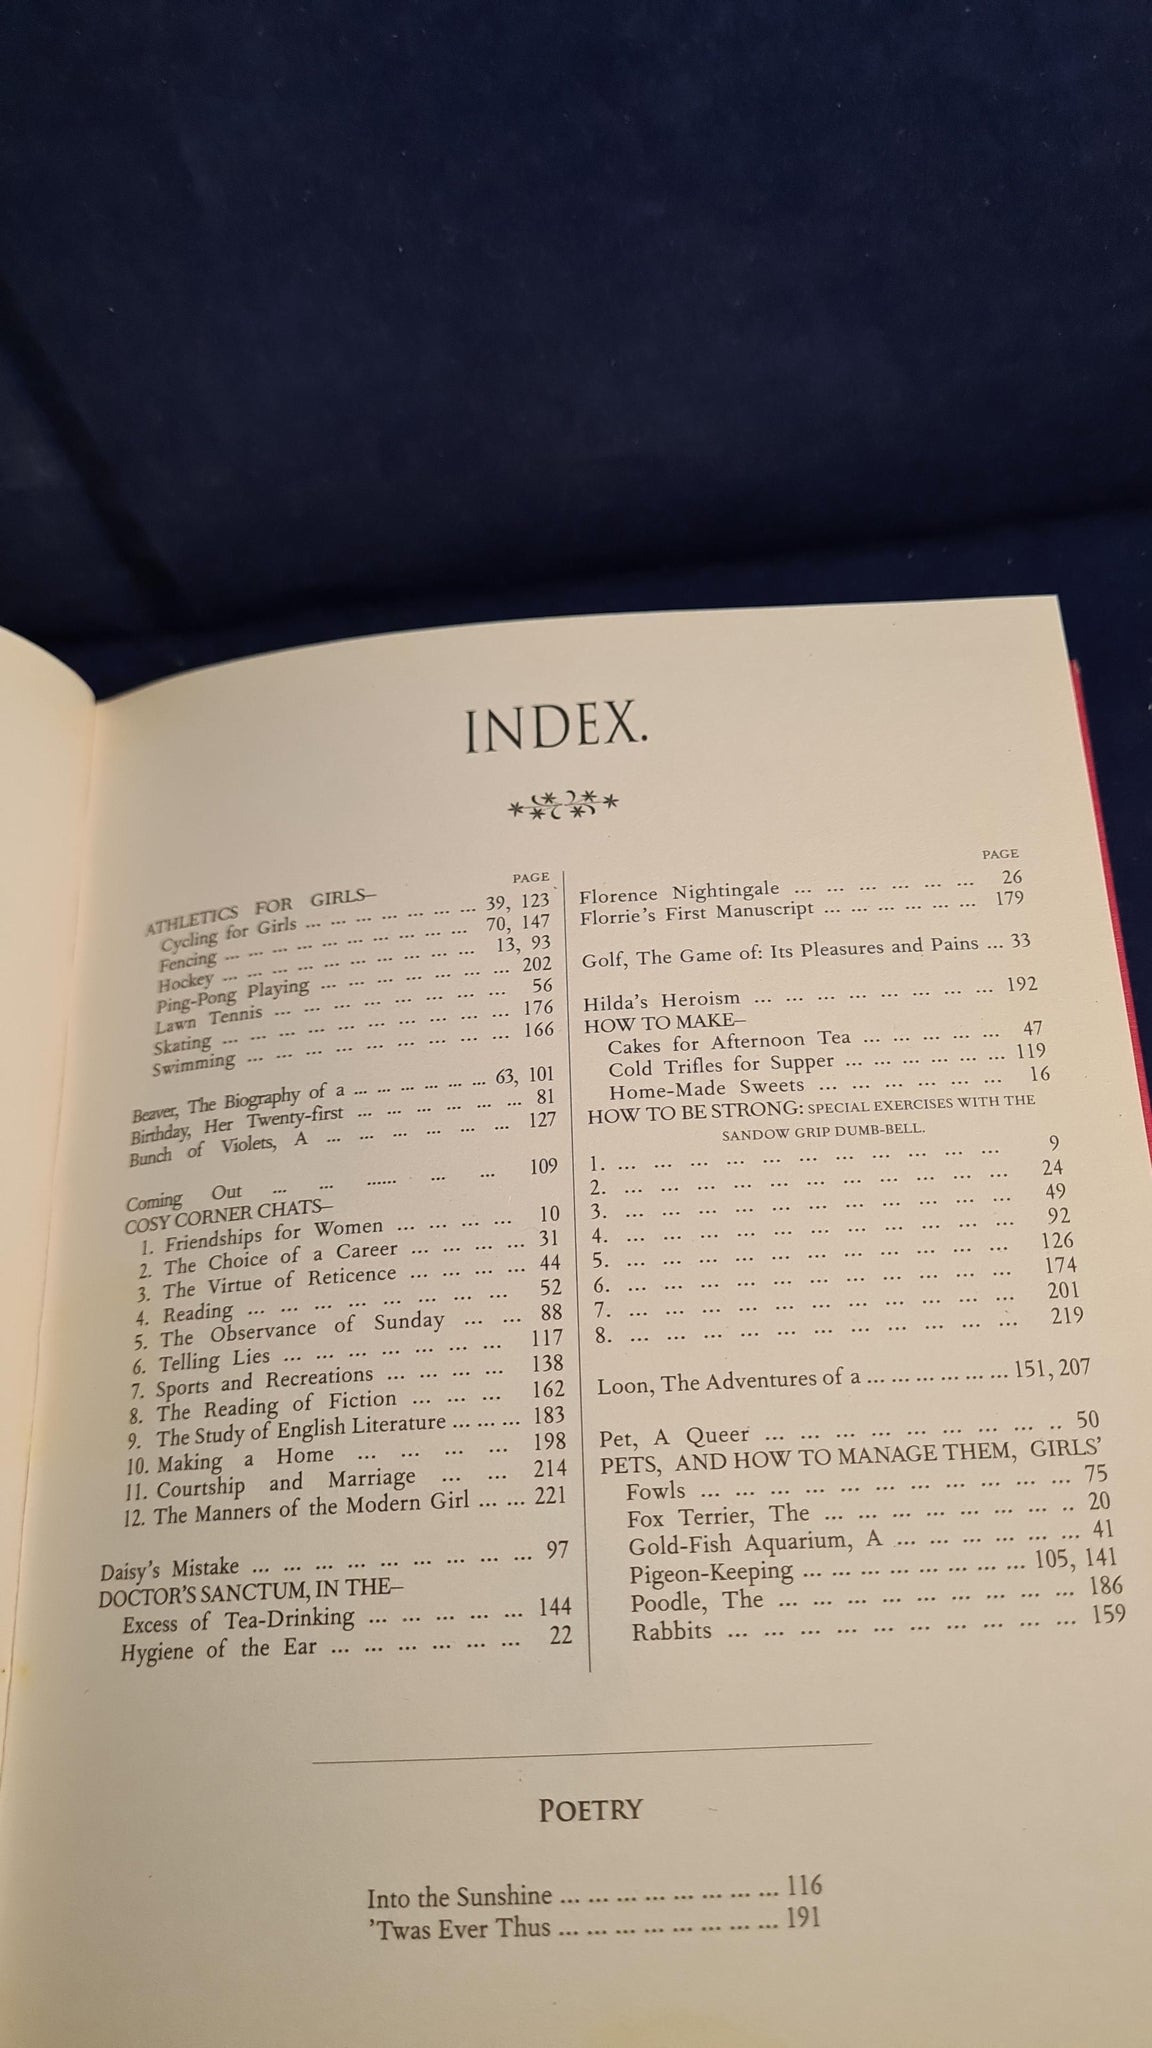 INDEX.
PAGE
ATHLETICS FOR GIRLS—
Cycling for Girls ... ... ... ... ... ... ... 39, 123
Fencing ... ... ... ... ... ... ... ... ... 70, 147
Hockey ... ... ... ... ... ... ... ... ... 13, 93
Ping-Pong Playing ... ... ... ... ... ... ... 202
Lawn Tennis ... ... ... ... ... ... ... ... 56
Skating ... ... ... ... ... ... ... ... ... 176
Swimming ... ... ... ... ... ... ... ... ... 166
Beaver, The Biography of a ... ... ... ... ... ... 63, 101
Birthday, Her Twenty-first ... ... ... ... ... ... 81
Bunch of Violets, A ... ... ... ... ... ... ... 127
Coming Out ... ... ...... ... ... 109
COSY CORNER CHATS—
1. Friendships for Women ... ... ... ... 10
2. The Choice of a Career ... ... ... ... 31
3. The Virtue of Reticence ... ... ... ... 44
4. Reading ... ... ... ... ... ... ... ... 52
5. The Observance of Sunday ... ... 88
6. Telling Lies ... ... ... ... ... ... ... 117
7. Sports and Recreations ... ... ... ... 138
8. The Reading of Fiction ... ... ... 162
9. The Study of English Literature ... ... ... 183
10. Making a Home ... ... ... ... 198
11. Courtship and Marriage ... ... 214
12. The Manners of the Modern Girl ... ... 221
Daisy's Mistake ... ... ... ... ... ... ... ... ... 97
DOCTOR'S SANCTUM, IN THE—
Excess of Tea-Drinking ... ... ... ... ... 144
Hygiene of the Ear ... ... ... ... ... ... 22
PAGE
Florence Nightingale ... ... ... ... ... ... 26
Florrie's First Manuscript ... ... ... ... ... 179
Golf, The Game of: Its Pleasures and Pains ... 33
Hilda's Heroism ... ... ... ... ... ... ... ... 192
HOW TO MAKE—
Cakes for Afternoon Tea ... ... ... ... ... 47
Cold Trifles for Supper ... ... ... ... ... 119
Home-Made Sweets ... ... ... ... ... ... 16
HOW TO BE STRONG: SPECIAL EXERCISES WITH THE
SANDOW GRIP DUMB-BELL.
1. ... ... ... ... ... ... ... ... ... ... ... 9
2. ... ... ... ... ... ... ... ... ... ... ... 24
3. ... ... ... ... ... ... ... ... ... ... ... 49
4. ... ... ... ... ... ... ... ... ... ... ... 92
5. ... ... ... ... ... ... ... ... ... ... ... 126
6. ... ... ... ... ... ... ... ... ... ... ... 174
7. ... ... ... ... ... ... ... ... ... ... ... 201
8. ... ... ... ... ... ... ... ... ... ... ... 219
Loon, The Adventures of a ... ... ... ... ... ... 151, 207
Pet, A Queer ... ... ... ... ... ... ... ... .. 50
PETS, AND HOW TO MANAGE THEM, GIRLS'
Fowls ... ... ... ... ... ... ... ... ... ... ... 75
Fox Terrier, The ... ... ... ... ... ... ... .. 20
Gold-Fish Aquarium, A ... ... ... ... ... ... 41
Pigeon-Keeping ... ... ... ... ... ... ... ... 105, 141
Poodle, The ... ... ... ... ... ... ... ... ... 186
Rabbits ... ... ... ... ... ... ... ... ... ... 159
POETRY
Into the Sunshine ... ... ... ... ... ... ... ... 116
'Twas Ever Thus ... ... ... ... ... ... ... ... 191